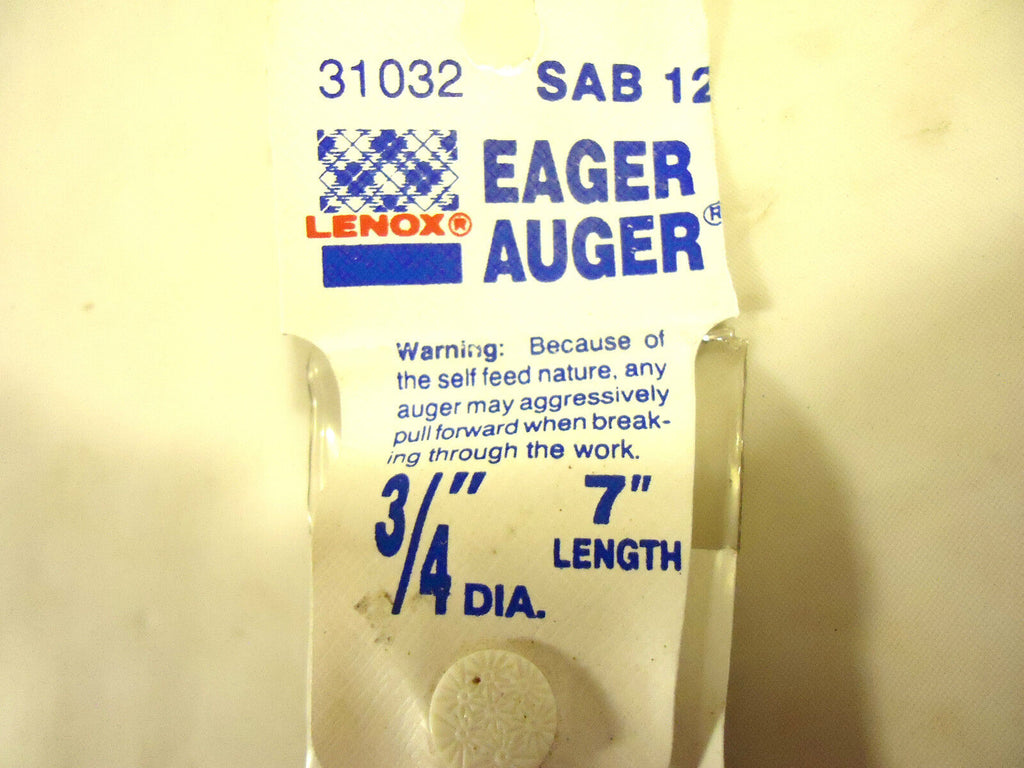 31032 SAB 12
LENOX®
EAGER
AUGER®
Warning: Because of
the self feed nature, any
auger may aggressively
pull forward when break-
ing through the work.
3/4" DIA.
7"
LENGTH